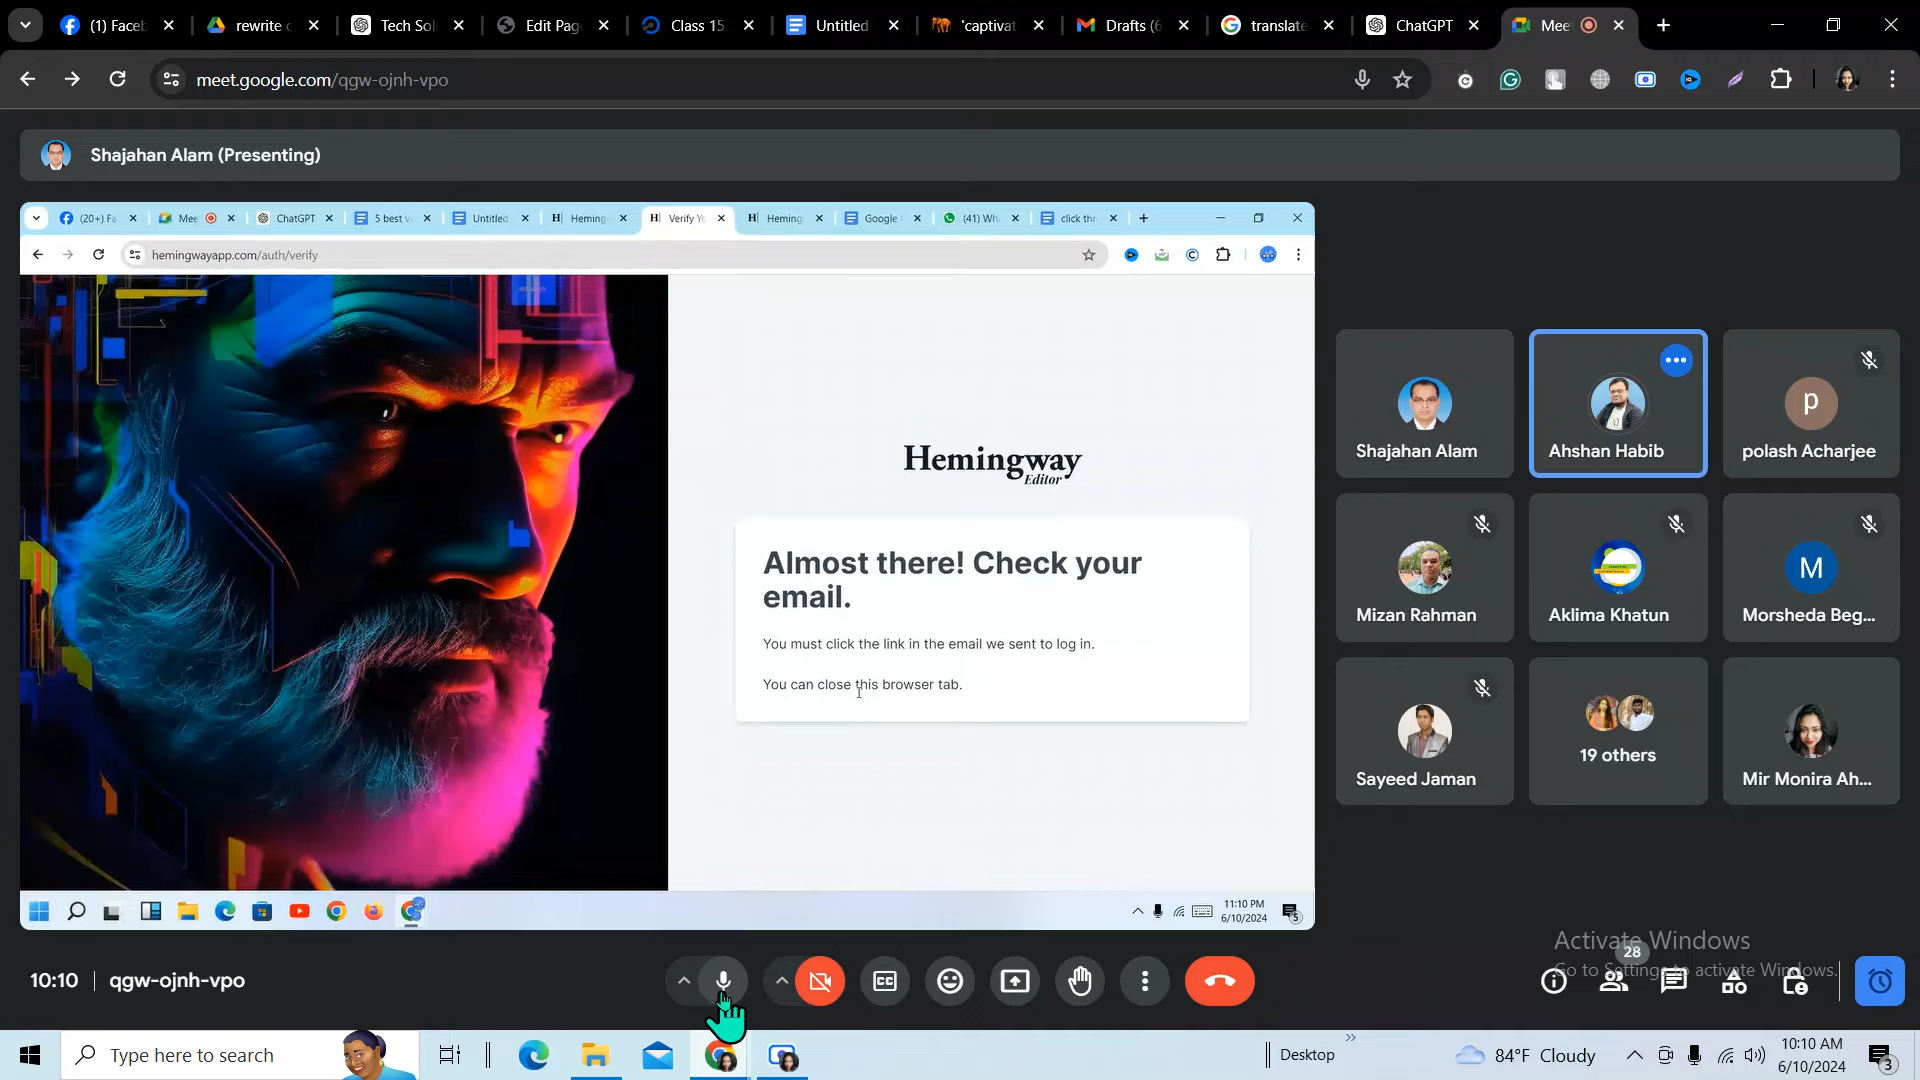 (1) Faceb
rewrite c
Tech Sol
Edit Pag
Class 15
Untitled
'captivat
Drafts (6
translate
ChatGPT
Mee
meet.google.com/qgw-ojnh-vpo
Shajahan Alam (Presenting)
(20+) Fa
Mee
ChatGPT
5 best v
Untitled
Heming
Verify Yo
Heming
Google
(41) Wh
click thr
hemingwayapp.com/auth/verify
Hemingway
Editor
Almost there! Check your
email.
You must click the link in the email we sent to log in.
You can close this browser tab.
11:10 PM
6/10/2024
5
Shajahan Alam
Ahshan Habib
p
polash Acharjee
Mizan Rahman
Aklima Khatun
M
Morsheda Beg...
Sayeed Jaman
19 others
Mir Monira Ah...
Activate Windows
Go to Settings to activate Windows.
10:10
qgw-ojnh-vpo
28
Type here to search
Desktop
84°F Cloudy
10:10 AM
6/10/2024
3